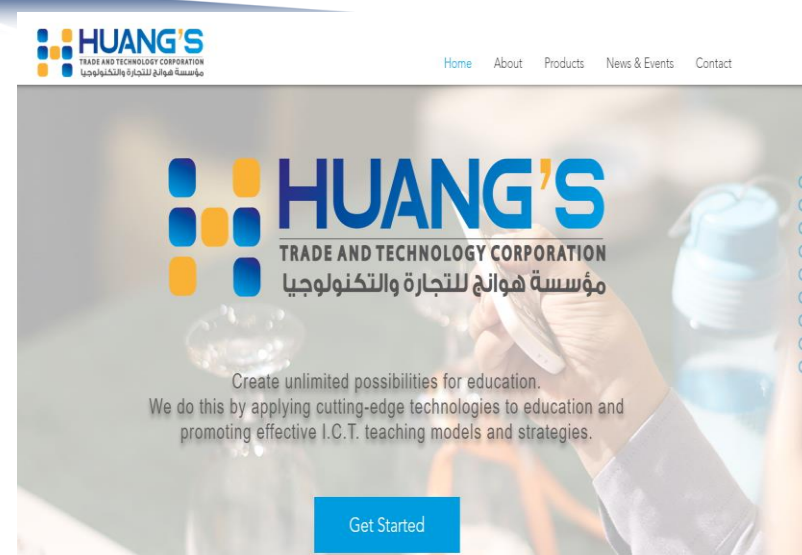 HUANG'S
TRADE AND TECHNOLOGY CORPORATION
مؤسسة هوانج للتجارة والتكنولوجيا
Home About Products News & Events Contact
HUANG'S
TRADE AND TECHNOLOGY CORPORATION
مؤسسة هوانج للتجارة والتكنولوجيا
Create unlimited possibilities for education.
We do this by applying cutting-edge technologies to education and
promoting effective I.C.T. teaching models and strategies.
Get Started